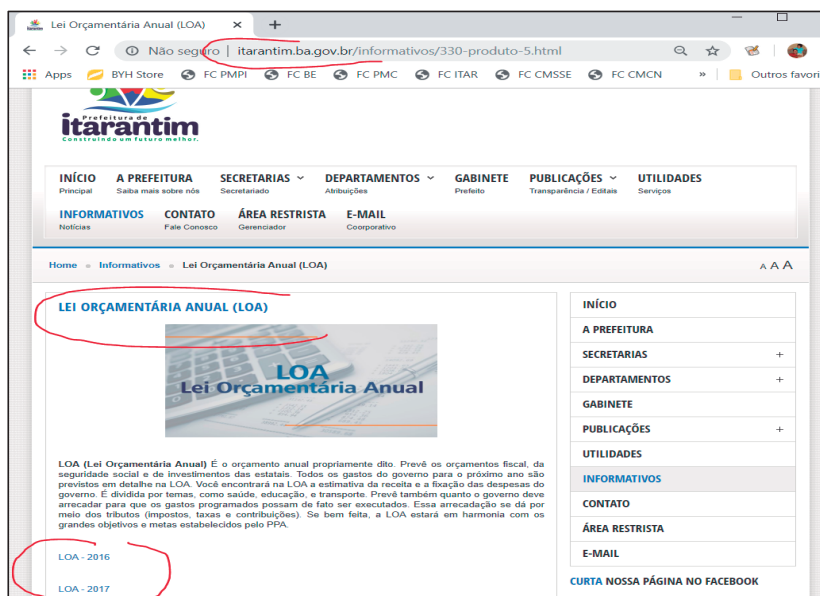 Lei Orçamentária Anual (LOA) × +
Não seguro | itarantim.ba.gov.br/informativos/330-produto-5.html
Apps BYH Store FC PMPI FC BE FC PMC FC ITAR FC CMSSE FC CMCN » Outros favori
Prefeitura de
itarantim
Construindo um futuro melhor.
INÍCIO A PREFEITURA SECRETARIAS DEPARTAMENTOS GABINETE PUBLICAÇÕES UTILIDADES
Principal Saiba mais sobre nós Secretariado Atribuições Prefeito Transparência / Editais Serviços
INFORMATIVOS CONTATO ÁREA RESTRISTA E-MAIL
Notícias Fale Conosco Gerenciador Coorporativo
Home » Informativos » Lei Orçamentária Anual (LOA) A A A
LEI ORÇAMENTÁRIA ANUAL (LOA)
LOA
Lei Orçamentária Anual
LOA (Lei Orçamentária Anual) É o orçamento anual propriamente dito. Prevê os orçamentos fiscal, da
seguridade social e de investimentos das estatais. Todos os gastos do governo para o próximo ano são
previstos em detalhe na LOA. Você encontrará na LOA a estimativa da receita e a fixação das despesas do
governo. É dividida por temas, como saúde, educação, e transporte. Prevê também quanto o governo deve
arrecadar para que os gastos programados possam de fato ser executados. Essa arrecadação se dá por
meio dos tributos (impostos, taxas e contribuições). Se bem feita, a LOA estará em harmonia com os
grandes objetivos e metas estabelecidos pelo PPA.
LOA - 2016
LOA - 2017
INÍCIO
A PREFEITURA
SECRETARIAS +
DEPARTAMENTOS +
GABINETE
PUBLICAÇÕES +
UTILIDADES
INFORMATIVOS
CONTATO
ÁREA RESTRISTA
E-MAIL
CURTA NOSSA PÁGINA NO FACEBOOK